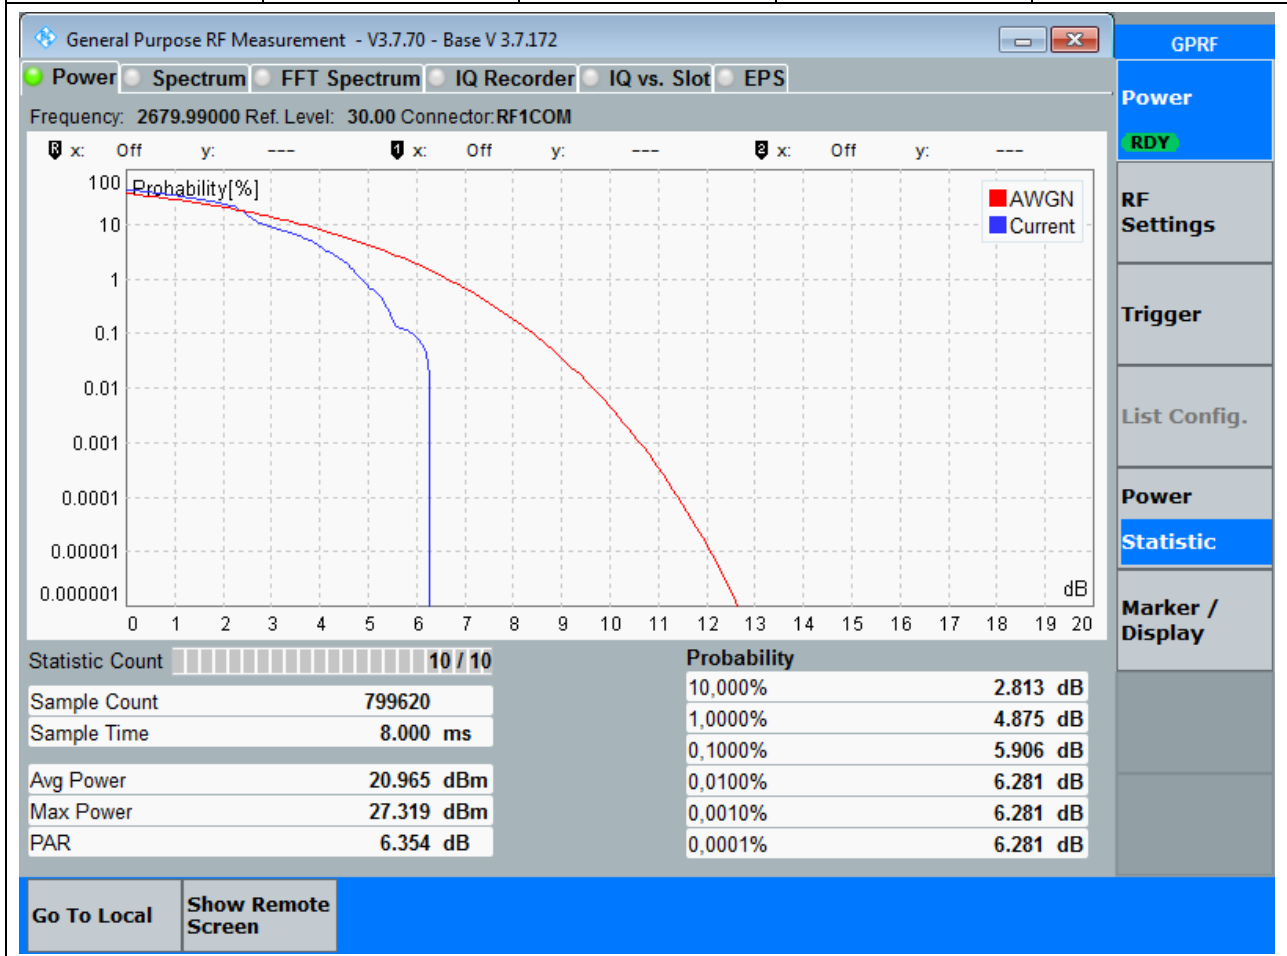 General Purpose RF Measurement - V3.7.70 - Base V 3.7.172
GPRF
Power Spectrum FFT Spectrum IQ Recorder IQ vs. Slot EPS
Frequency: 2679.99000 Ref. Level: 30.00 Connector:RF1COM
R x: Off y: --- 1 x: Off y: --- 2 x: Off y: ---
Probability[%]
AWGN
Current
100
10
1
0.1
0.01
0.001
0.0001
0.00001
0.000001
dB
0 1 2 3 4 5 6 7 8 9 10 11 12 13 14 15 16 17 18 19 20
Statistic Count 10 / 10
Sample Count 799620
Sample Time 8.000 ms
Avg Power 20.965 dBm
Max Power 27.319 dBm
PAR 6.354 dB
Probability
10,000% 2.813 dB
1,0000% 4.875 dB
0,1000% 5.906 dB
0,0100% 6.281 dB
0,0010% 6.281 dB
0,0001% 6.281 dB
Power
RDY
RF
Settings
Trigger
List Config.
Power
Statistic
Marker /
Display
Go To Local
Show Remote
Screen